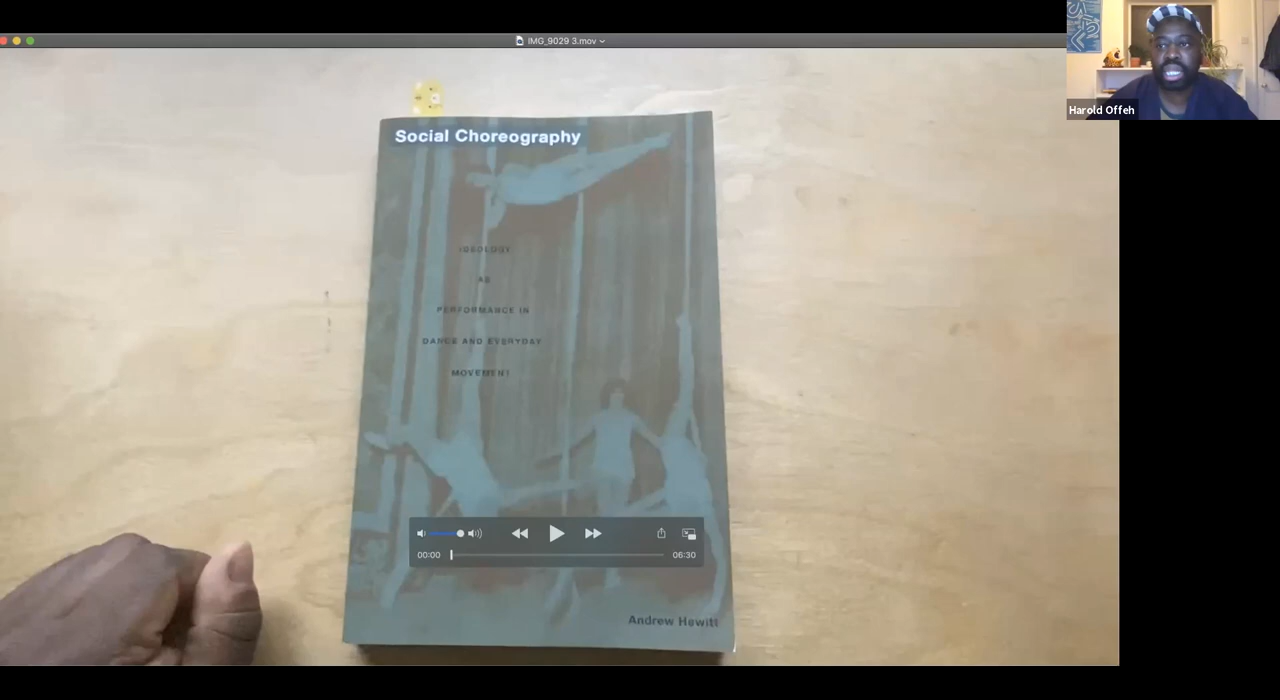 IMG_9029 3.mov
Harold Offeh
Social Choreography
IDEOLOGY
AS
PERFORMANCE IN
DANCE AND EVERYDAY
MOVEMENT
00:00
06:30
Andrew Hewitt